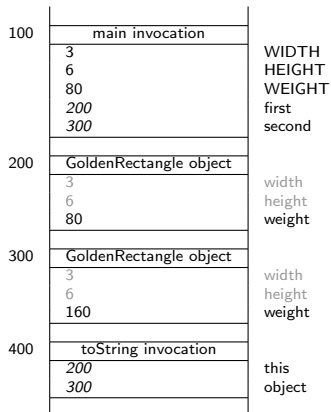 100 main invocation
3 WIDTH
6 HEIGHT
80 WEIGHT
200 first
300 second
200 GoldenRectangle object
3 width
6 height
80 weight
300 GoldenRectangle object
3 width
6 height
160 weight
400 toString invocation
200 this
300 object